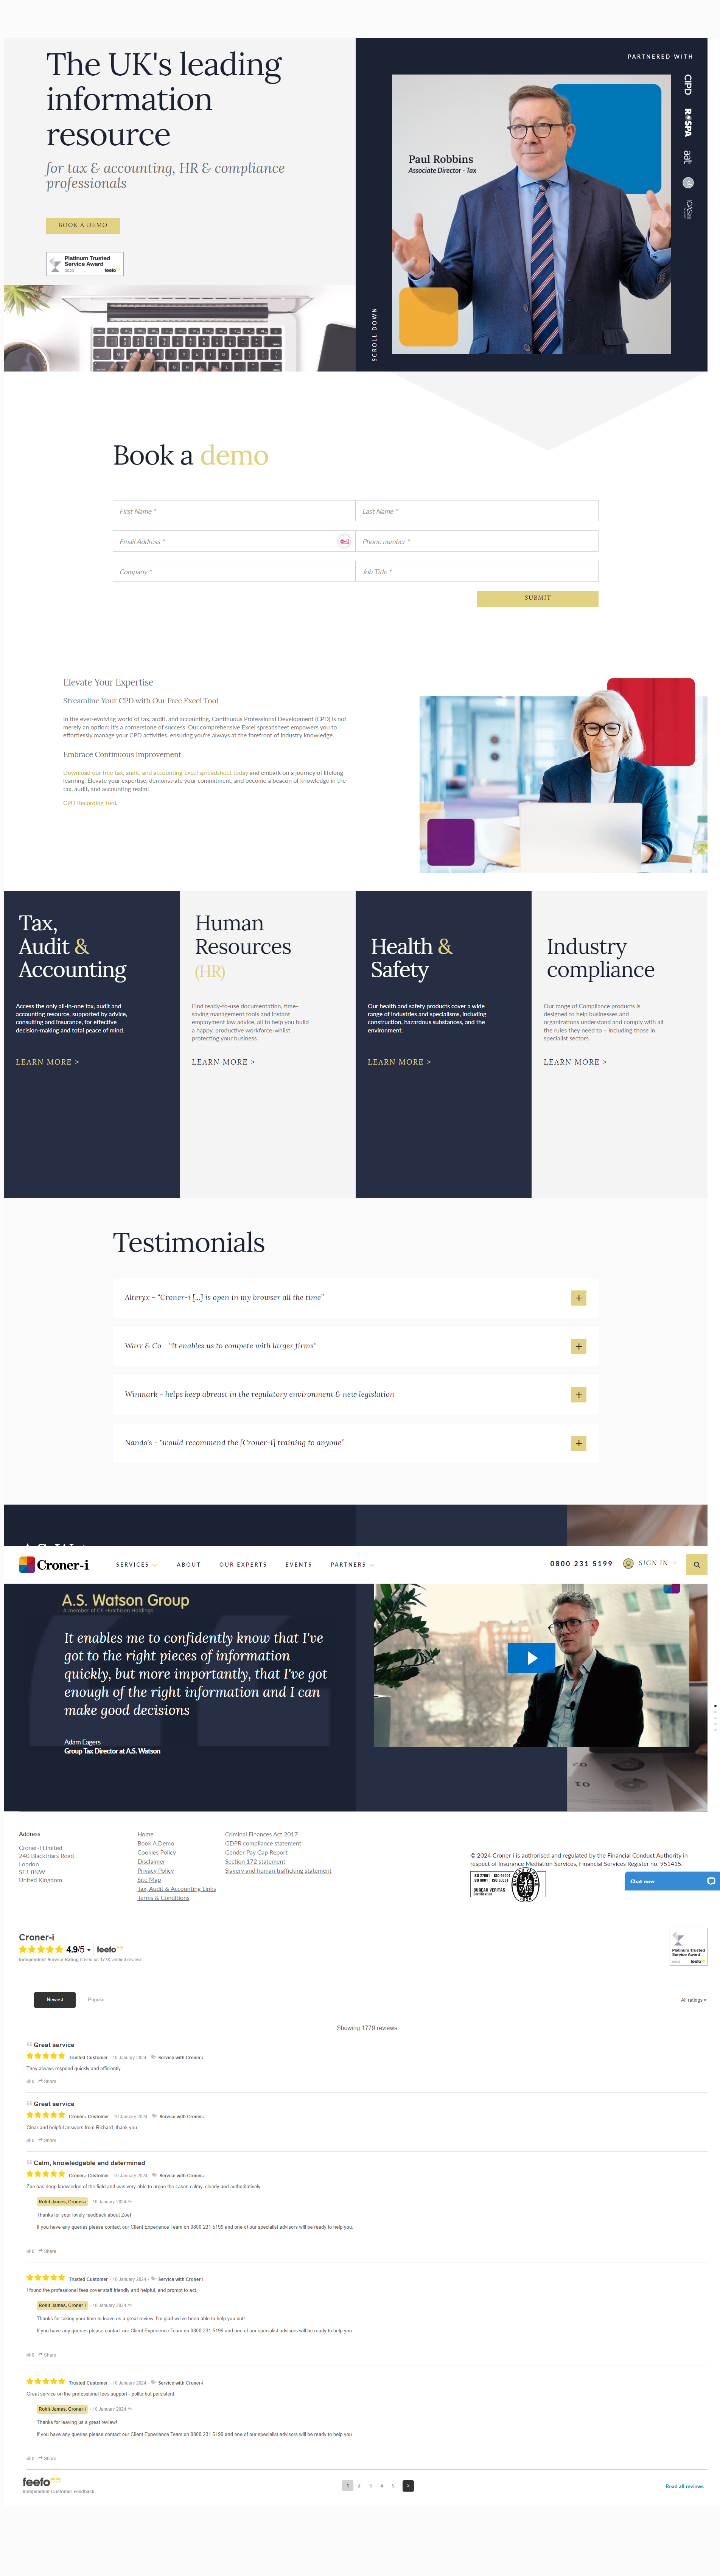 The UK's leading
information
resource
for tax & accounting, HR & compliance
professionals
BOOK A DEMO
Platinum Trusted
Service Award
2023
feefo
PARTNERED WITH
CIPD
RoSPA
aat
ICAS
Paul Robbins
Associate Director - Tax
SCROLL DOWN
Book a demo
First Name *
Last Name *
Email Address *
Phone number *
Company *
Job Title *
SUBMIT
Elevate Your Expertise
Streamline Your CPD with Our Free Excel Tool
In the ever-evolving world of tax, audit, and accounting, Continuous Professional Development (CPD) is not
merely an option; it's a cornerstone of success. Our comprehensive Excel spreadsheet empowers you to
effortlessly manage your CPD activities, ensuring you're always at the forefront of industry knowledge.
Embrace Continuous Improvement
Download our free tax, audit, and accounting Excel spreadsheet today and embark on a journey of lifelong
learning. Elevate your expertise, demonstrate your commitment, and become a beacon of knowledge in the
tax, audit, and accounting realm!
CPD Recording Tool.
Tax,
Audit &
Accounting
Access the only all-in-one tax, audit and
accounting resource, supported by advice,
consulting and insurance, for effective
decision-making and total peace of mind.
LEARN MORE >
Human
Resources
(HR)
Find ready-to-use documentation, time-
saving management tools and instant
employment law advice, all to help you build
a happy, productive workforce-whilst
protecting your business.
LEARN MORE >
Health &
Safety
Our health and safety products cover a wide
range of industries and specialisms, including
construction, hazardous substances, and the
environment.
LEARN MORE >
Industry
compliance
Our range of Compliance products is
designed to help businesses and
organizations understand and comply with all
the rules they need to – including those in
specialist sectors.
LEARN MORE >
Testimonials
Alteryx - “Croner-i [...] is open in my browser all the time”
+
Warr & Co - “It enables us to compete with larger firms”
+
Winmark - helps keep abreast in the regulatory environment & new legislation
+
Nando's - “would recommend the [Croner-i] training to anyone”
+
Croner-i
SERVICES
ABOUT
OUR EXPERTS
EVENTS
PARTNERS
0800 231 5199
SIGN IN
A.S. Watson Group
A member of CK Hutchison Holdings
It enables me to confidently know that I've
got to the right pieces of information
quickly, but more importantly, that I've got
enough of the right information and I can
make good decisions
Adam Eagers
Group Tax Director at A.S. Watson
Address
Croner-I Limited
240 Blackfriars Road
London
SE1 8NW
United Kingdom
Home
Book A Demo
Cookies Policy
Disclaimer
Privacy Policy
Site Map
Tax, Audit & Accounting Links
Terms & Conditions
Criminal Finances Act 2017
GDPR compliance statement
Gender Pay Gap Report
Section 172 statement
Slavery and human trafficking statement
© 2024 Croner-i is authorised and regulated by the Financial Conduct Authority in
respect of Insurance Mediation Services, Financial Services Register no. 951415.
BUREAU VERITAS
Certification
Chat now
Croner-i
4.9/5
feefo
Independent Service Rating based on 1770 verified reviews.
Platinum Trusted
Service Award
2023
feefo
Newest
Popular
All ratings
Showing 1779 reviews
Great service
Trusted Customer - 10 January 2024 - Service with Croner-i
They always respond quickly and efficiently
0 Share
Great service
Croner-i Customer - 10 January 2024 - Service with Croner-i
Clear and helpful answers from Richard, thank you
0 Share
Calm, knowledgable and determined
Croner-i Customer - 10 January 2024 - Service with Croner-i
Zoe has deep knowledge of the field and was very able to argue the cases calmly, clearly and authoritatively.
Rohit James, Croner-i - 10 January 2024
Thanks for your lovely feedback about Zoe!
If you have any queries please contact our Client Experience Team on 0800 231 5199 and one of our specialist advisors will be ready to help you.
0 Share
Trusted Customer - 10 January 2024 - Service with Croner-i
I found the professional fees cover staff friendly and helpful, and prompt to act
Rohit James, Croner-i - 10 January 2024
Thanks for taking your time to leave us a great review, I'm glad we've been able to help you out!
If you have any queries please contact our Client Experience Team on 0800 231 5199 and one of our specialist advisors will be ready to help you.
0 Share
Trusted Customer - 10 January 2024 - Service with Croner-i
Great service on the professional fees support - polite but persistent.
Rohit James, Croner-i - 10 January 2024
Thanks for leaving us a great review!
If you have any queries please contact our Client Experience Team on 0800 231 5199 and one of our specialist advisors will be ready to help you.
0 Share
feefo
Independent Customer Feedback
1 2 3 4 5 >
Read all reviews